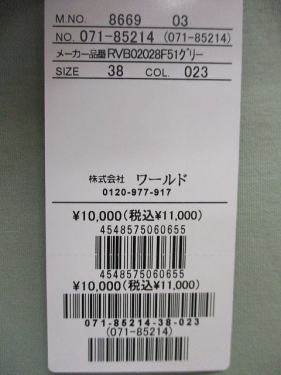 M.NO. 8669 03
NO. 071-85214 (071-85214)
メーカー品番RVB02028F51グリー
SIZE 38 COL. 023
株式会社 ワールド
0120-977-917
¥10,000(税込¥11,000)
4548575060655
4548575060655
¥10,000(税込¥11,000)
071-85214-38-023
(071-85214)